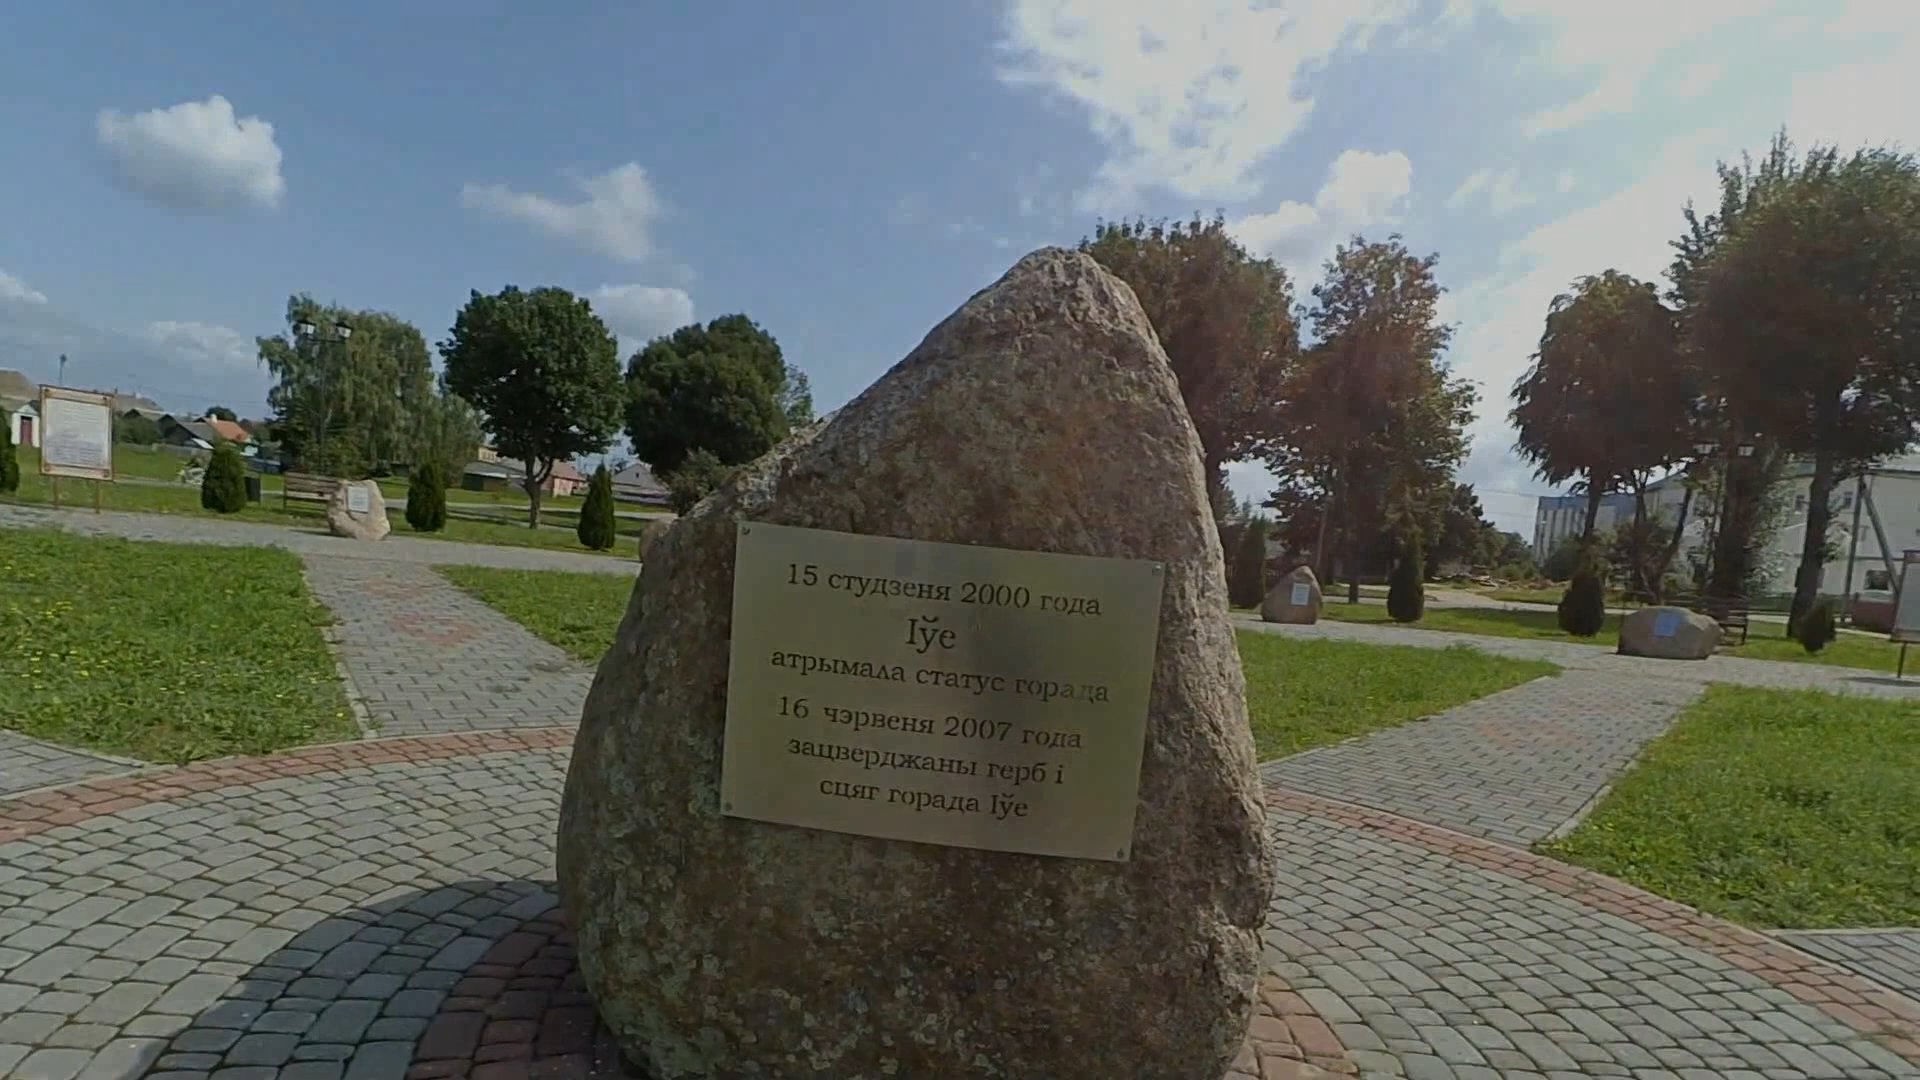 15 студзеня 2000 года
Іўе
атрымала статус горада
16 чэрвеня 2007 года
зацверджаны герб і
сцяг горада Іўе